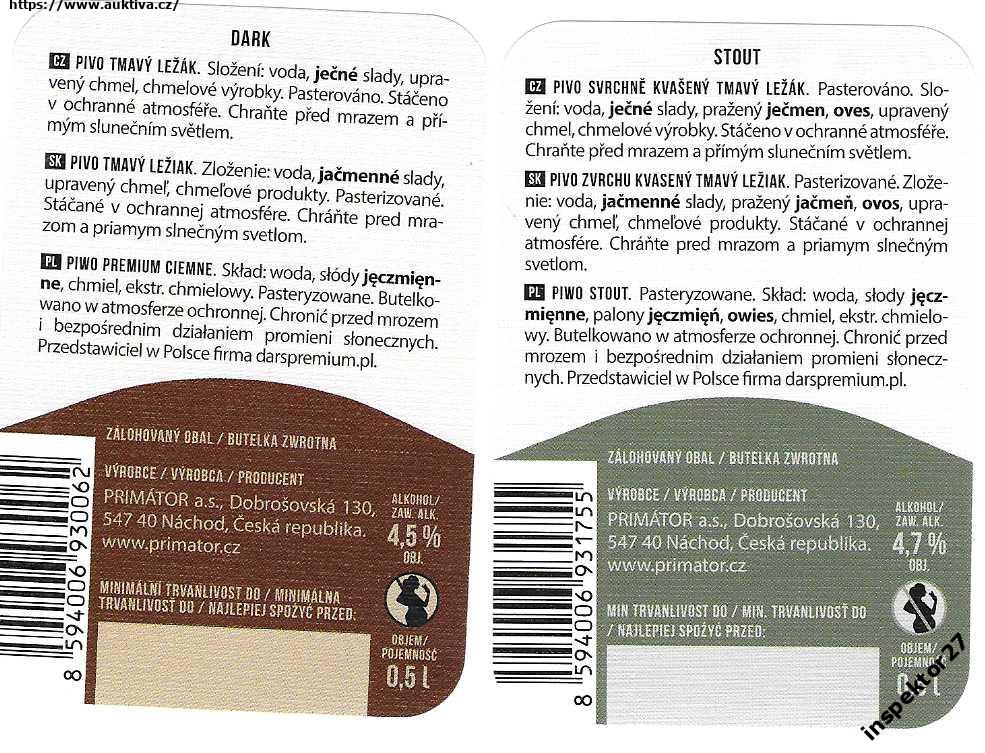 https://www.auktiva.cz/
DARK
CZ PIVO TMAVÝ LEŽÁK. Složení: voda, ječné slady, upra-
vený chmel, chmelové výrobky. Pasterováno. Stáčeno
v ochranné atmosféře. Chraňte před mrazem a pří-
mým slunečním světlem.
SK PIVO TMAVÝ LEŽIAK. Zloženie: voda, jačmenné slady,
upravený chmeľ, chmeľové produkty. Pasterizované.
Stáčané v ochrannej atmosfére. Chráňte pred mra-
zom a priamym slnečným svetlom.
PL PIWO PREMIUM CIEMNE. Skład: woda, słódy jęczmięn-
ne, chmiel, ekstr. chmielowy. Pasteryzowane. Butelko-
wano w atmosferze ochronnej. Chronić przed mrozem
i bezpośrednim działaniem promieni słonecznych.
Przedstawiciel w Polsce firma darspremium.pl.
ZÁLOHOVANÝ OBAL / BUTELKA ZWROTNA
VÝROBCE / VÝROBCA / PRODUCENT
PRIMÁTOR a.s., Dobrošovská 130,
547 40 Náchod, Česká republika.
www.primator.cz
ALKOHOL/
ZAW. ALK.
4,5 %
OBJ.
MINIMÁLNÍ TRVANLIVOST DO / MINIMÁLNA
TRVANLIVOSŤ DO / NAJLEPIEJ SPOŻYĆ PRZED:
OBJEM/
POJEMNOŚĆ
0,5 l
8 594006 930062
STOUT
CZ PIVO SVRCHNĚ KVAŠENÝ TMAVÝ LEŽÁK. Pasterováno. Slo-
žení: voda, ječné slady, pražený ječmen, oves, upravený
chmel, chmelové výrobky. Stáčeno v ochranné atmosféře.
Chraňte před mrazem a přímým slunečním světlem.
SK PIVO ZVRCHU KVASENÝ TMAVÝ LEŽIAK. Pasterizované. Zlože-
nie: voda, jačmenné slady, pražený jačmeň, ovos, upra-
vený chmeľ, chmeľové produkty. Stáčané v ochrannej
atmosfére. Chráňte pred mrazom a priamym slnečným
svetlom.
PL PIWO STOUT. Pasteryzowane. Skład: woda, słody jęcz-
mięnne, palony jęczmięń, owies, chmiel, ekstr. chmielo-
wy. Butelkowano w atmosferze ochronnej. Chronić przed
mrozem i bezpośrednim działaniem promieni słonecz-
nych. Przedstawiciel w Polsce firma darspremium.pl.
ZÁLOHOVANÝ OBAL / BUTELKA ZWROTNA
VÝROBCE / VÝROBCA / PRODUCENT
PRIMÁTOR a.s., Dobrošovská 130,
547 40 Náchod, Česká republika.
www.primator.cz
ALKOHOL/
ZAW. ALK.
4,7 %
OBJ.
MIN TRVANLIVOST DO / MIN. TRVANLIVOSŤ DO
/ NAJLEPIEJ SPOŻYĆ PRZED:
OBJEM/
POJEMNOŚĆ
8 594006 931755
inspektor27